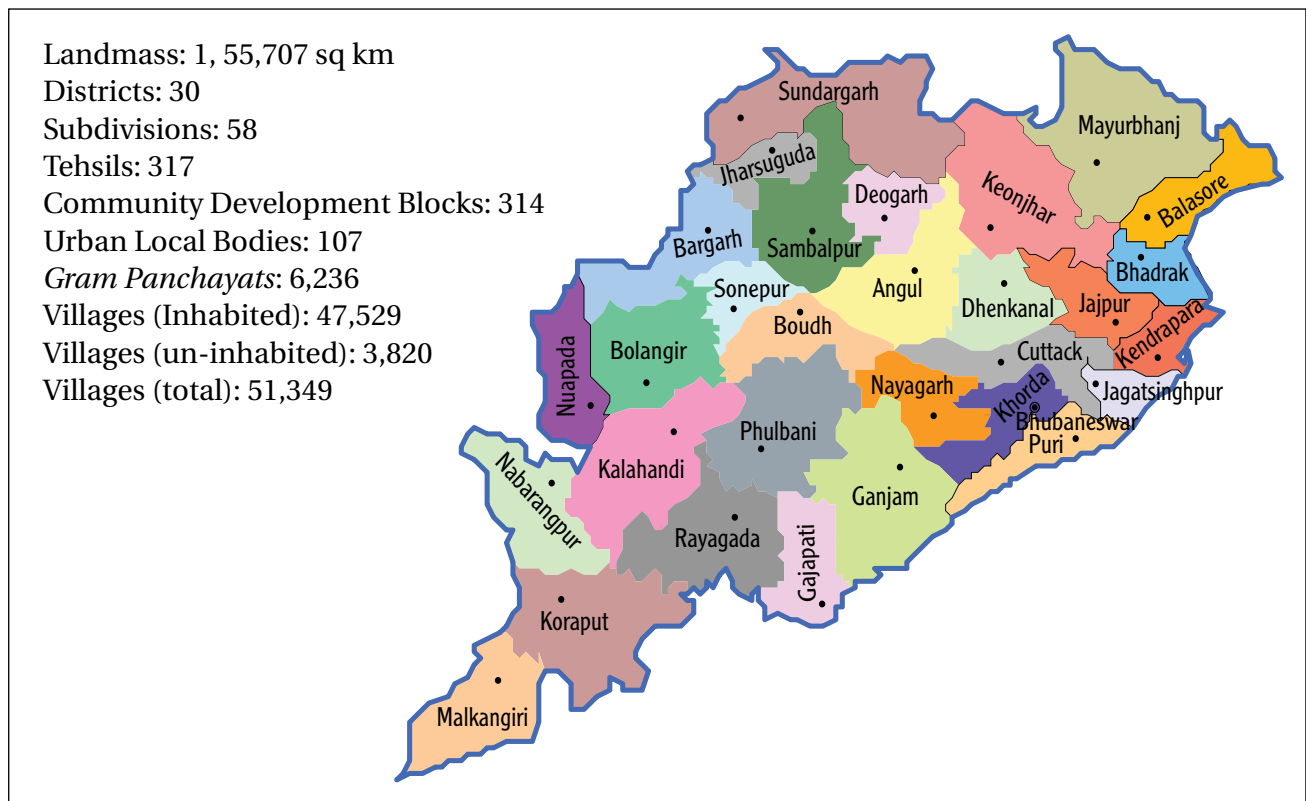 Landmass: 1, 55,707 sq km
Districts: 30
Subdivisions: 58
Tehsils: 317
Community Development Blocks: 314
Urban Local Bodies: 107
Gram Panchayats: 6,236
Villages (Inhabited): 47,529
Villages (un-inhabited): 3,820
Villages (total): 51,349
Sundargarh
Mayurbhanj
Jharsuguda
Keonjhar
Deogarh
Balasore
Bargarh
Sambalpur
Bhadrak
Sonepur
Angul
Dhenkanal
Jajpur
Boudh
Kendrapara
Bolangir
Cuttack
Nuapada
Nayagarh
Khorda
Jagatsinghpur
Bhubaneswar
Phulbani
Puri
Kalahandi
Nabarangpur
Ganjam
Rayagada
Gajapati
Koraput
Malkangiri